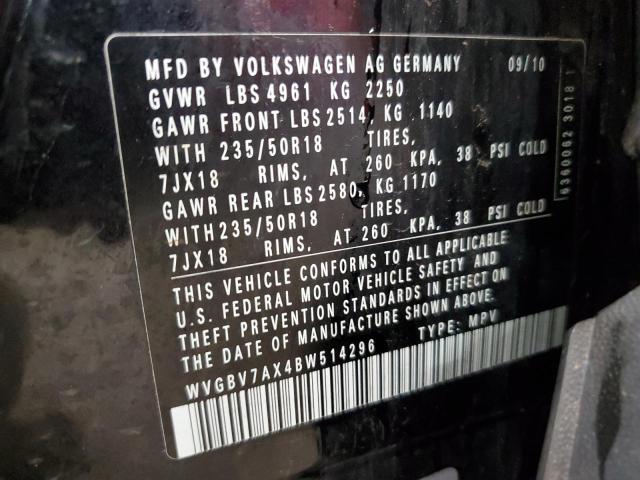 MFD BY VOLKSWAGEN AG GERMANY 09/10
GVWR LBS 4961 KG 2250
GAWR FRONT LBS 2514, KG 1140
WITH 235/50R18 TIRES,
7JX18 RIMS, AT 260 KPA, 38 PSI COLD
GAWR REAR LBS 2580, KG 1170
WITH 235/50R18 TIRES,
7JX18 RIMS, AT 260 KPA, 38 PSI COLD
THIS VEHICLE CONFORMS TO ALL APPLICABLE
U.S. FEDERAL MOTOR VEHICLE SAFETY AND
THEFT PREVENTION STANDARDS IN EFFECT ON
THE DATE OF MANUFACTURE SHOWN ABOVE.
WVGBV7AX4BW514296 TYPE: MPV
9360062 3018 1